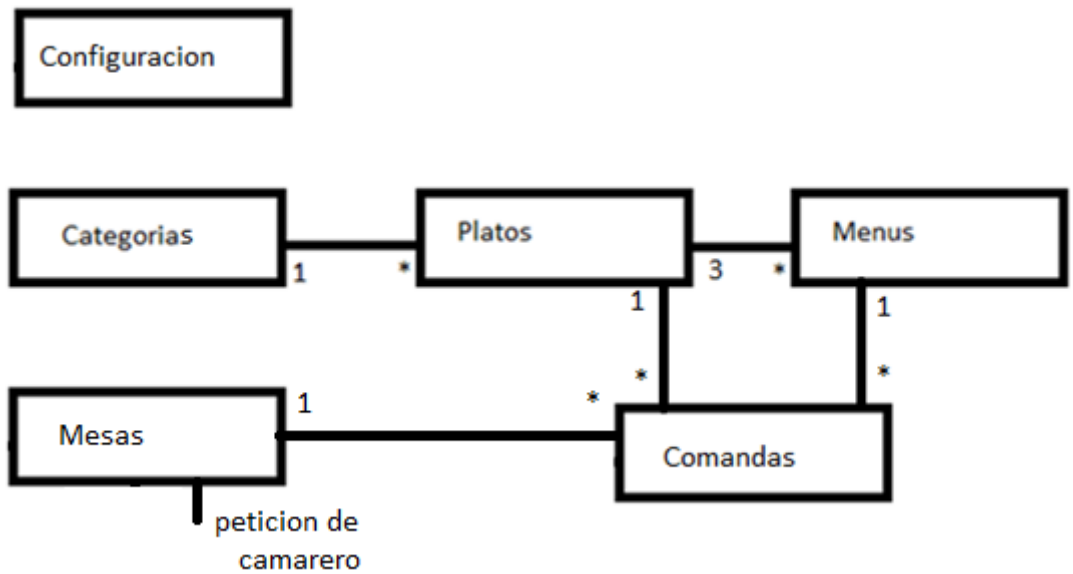 Configuracion
Categorias
Platos
Menus
1
*
3
*
1
1
*
*
Mesas
1
*
Comandas
peticion de
camarero